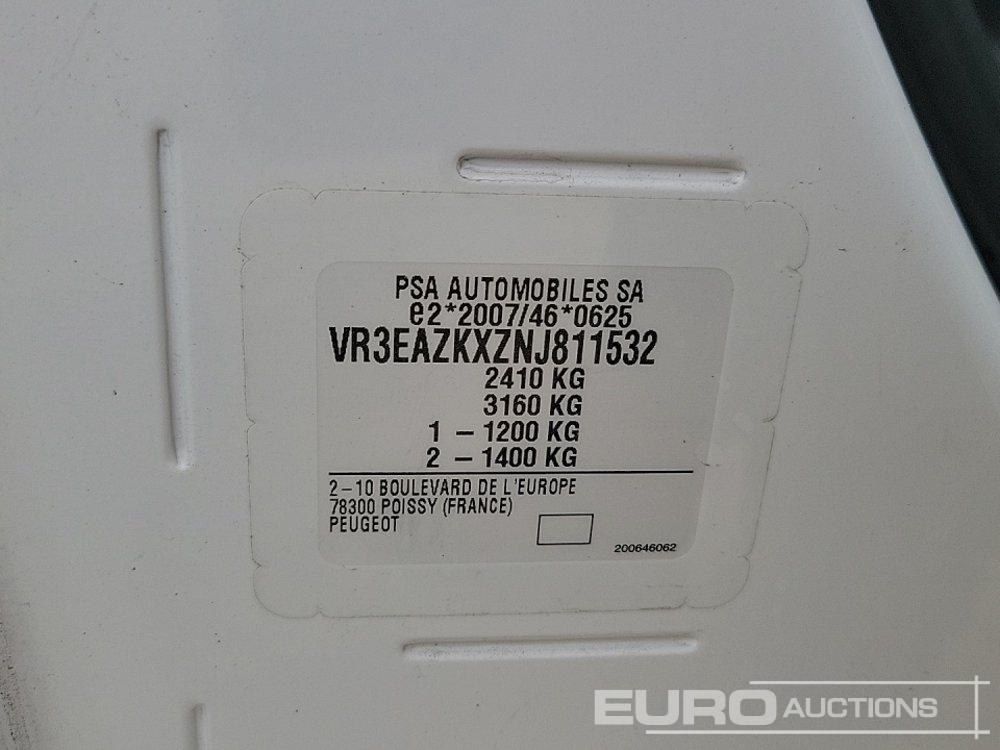 PSA AUTOMOBILES SA
e2*2007/46*0625
VR3EAZKXZNJ811532
2410 KG
3160 KG
1 – 1200 KG
2 – 1400 KG
2–10 BOULEVARD DE L'EUROPE
78300 POISSY (FRANCE)
PEUGEOT
200646062
EURO AUCTIONS